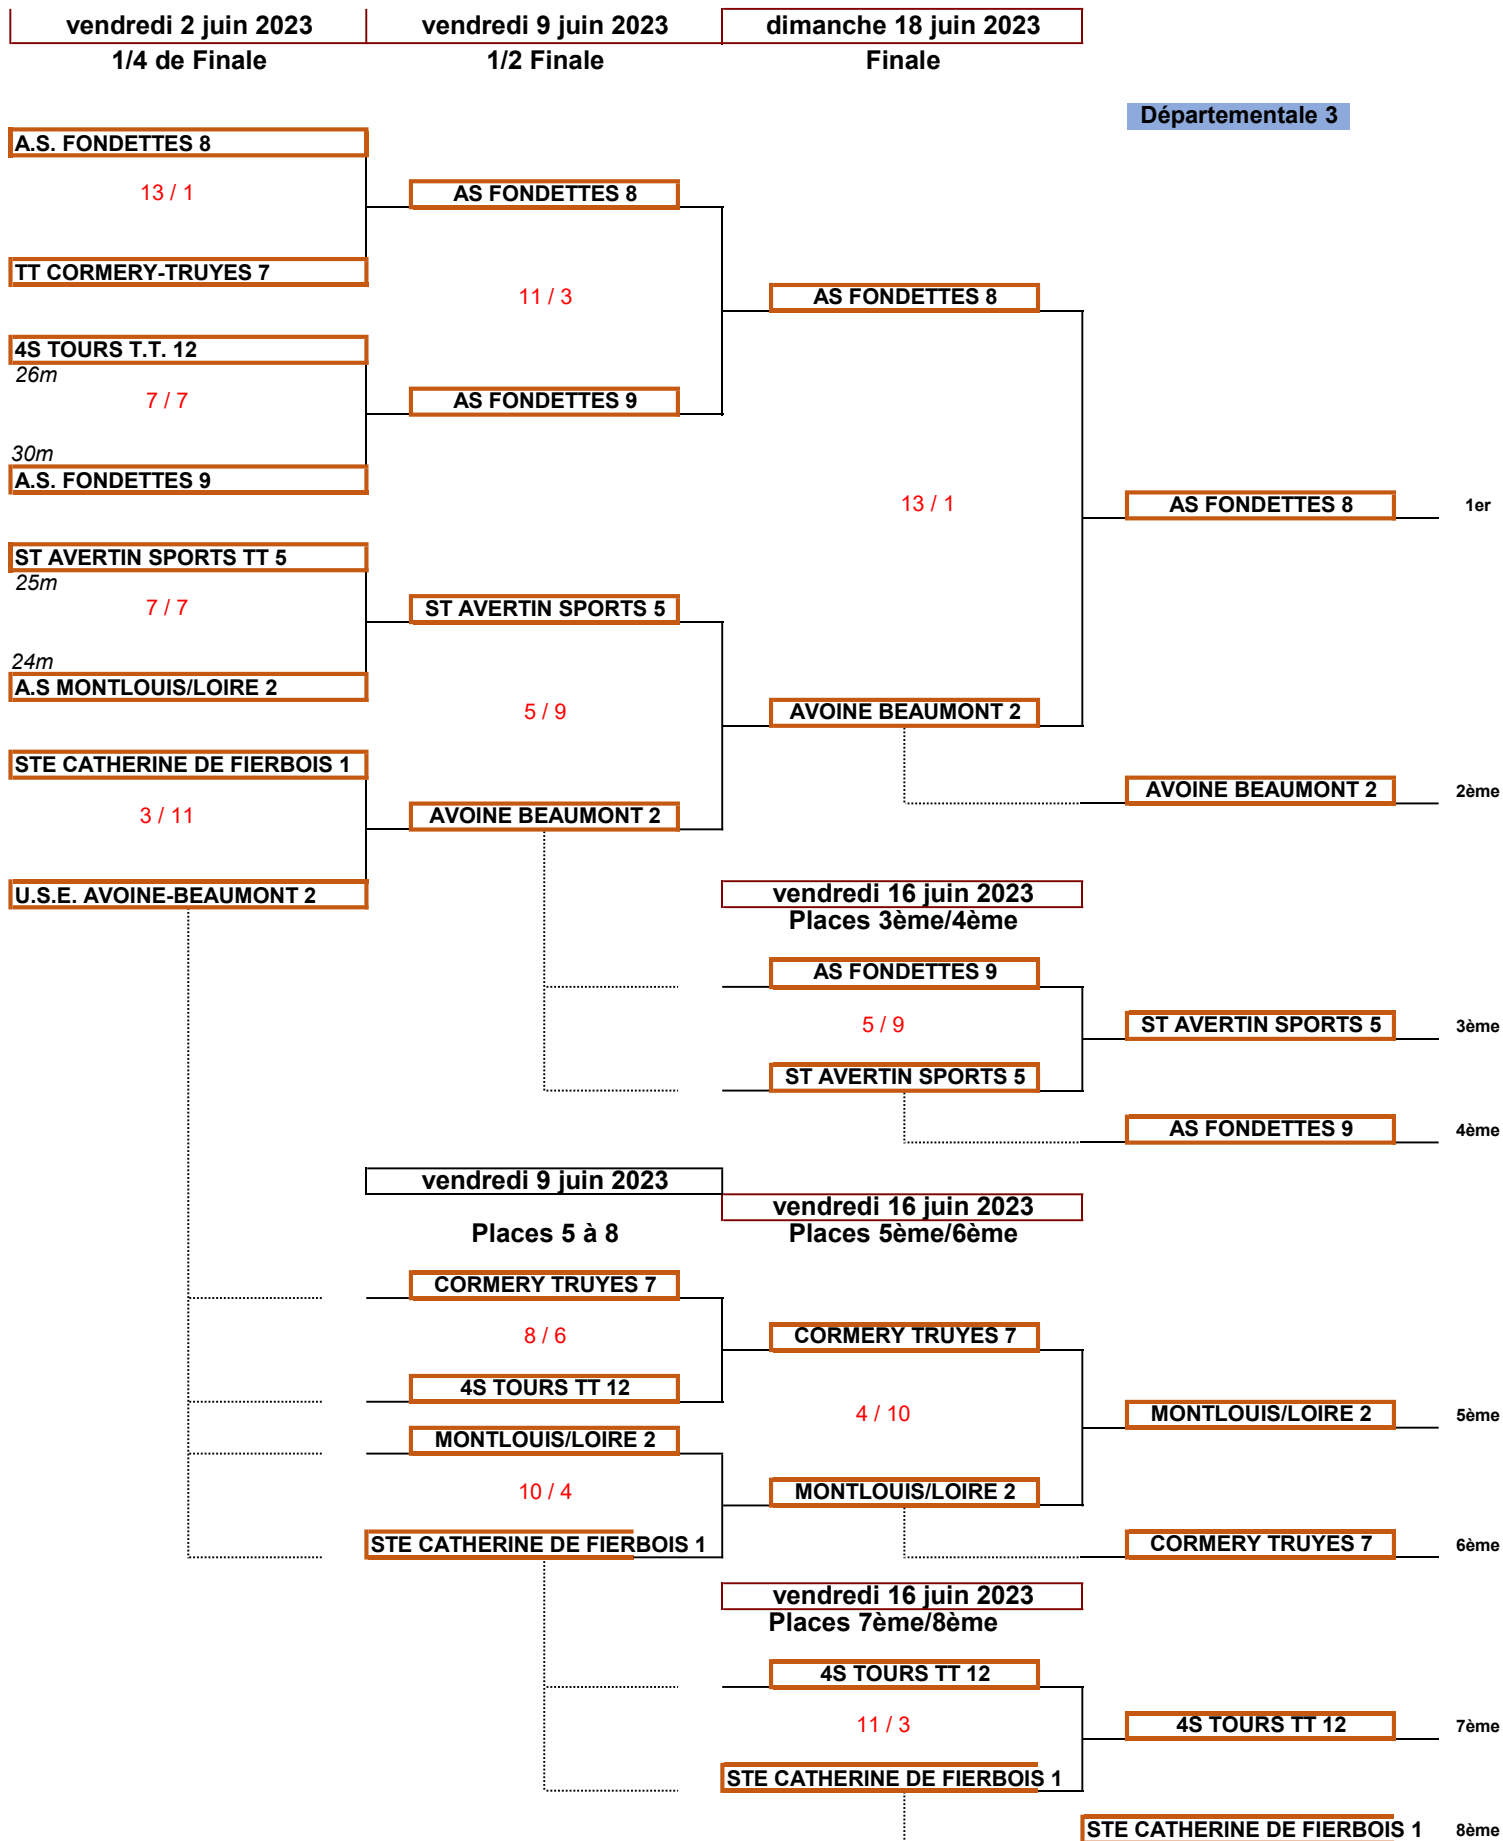 vendredi 2 juin 2023
vendredi 9 juin 2023
dimanche 18 juin 2023
1/4 de Finale
1/2 Finale
Finale
Départementale 3
A.S. FONDETTES 8
13 / 1
AS FONDETTES 8
TT CORMERY-TRUYES 7
11 / 3
AS FONDETTES 8
4S TOURS T.T. 12
26m
7 / 7
AS FONDETTES 9
30m
A.S. FONDETTES 9
13 / 1
AS FONDETTES 8
1er
ST AVERTIN SPORTS TT 5
25m
7 / 7
ST AVERTIN SPORTS 5
24m
A.S MONTLOUIS/LOIRE 2
5 / 9
AVOINE BEAUMONT 2
STE CATHERINE DE FIERBOIS 1
AVOINE BEAUMONT 2
2ème
3 / 11
AVOINE BEAUMONT 2
U.S.E. AVOINE-BEAUMONT 2
vendredi 16 juin 2023
Places 3ème/4ème
AS FONDETTES 9
5 / 9
ST AVERTIN SPORTS 5
3ème
ST AVERTIN SPORTS 5
AS FONDETTES 9
4ème
vendredi 9 juin 2023
vendredi 16 juin 2023
Places 5 à 8
Places 5ème/6ème
CORMERY TRUYES 7
8 / 6
CORMERY TRUYES 7
4S TOURS TT 12
4 / 10
MONTLOUIS/LOIRE 2
5ème
MONTLOUIS/LOIRE 2
10 / 4
MONTLOUIS/LOIRE 2
STE CATHERINE DE FIERBOIS 1
CORMERY TRUYES 7
6ème
vendredi 16 juin 2023
Places 7ème/8ème
4S TOURS TT 12
11 / 3
4S TOURS TT 12
7ème
STE CATHERINE DE FIERBOIS 1
STE CATHERINE DE FIERBOIS 1
8ème